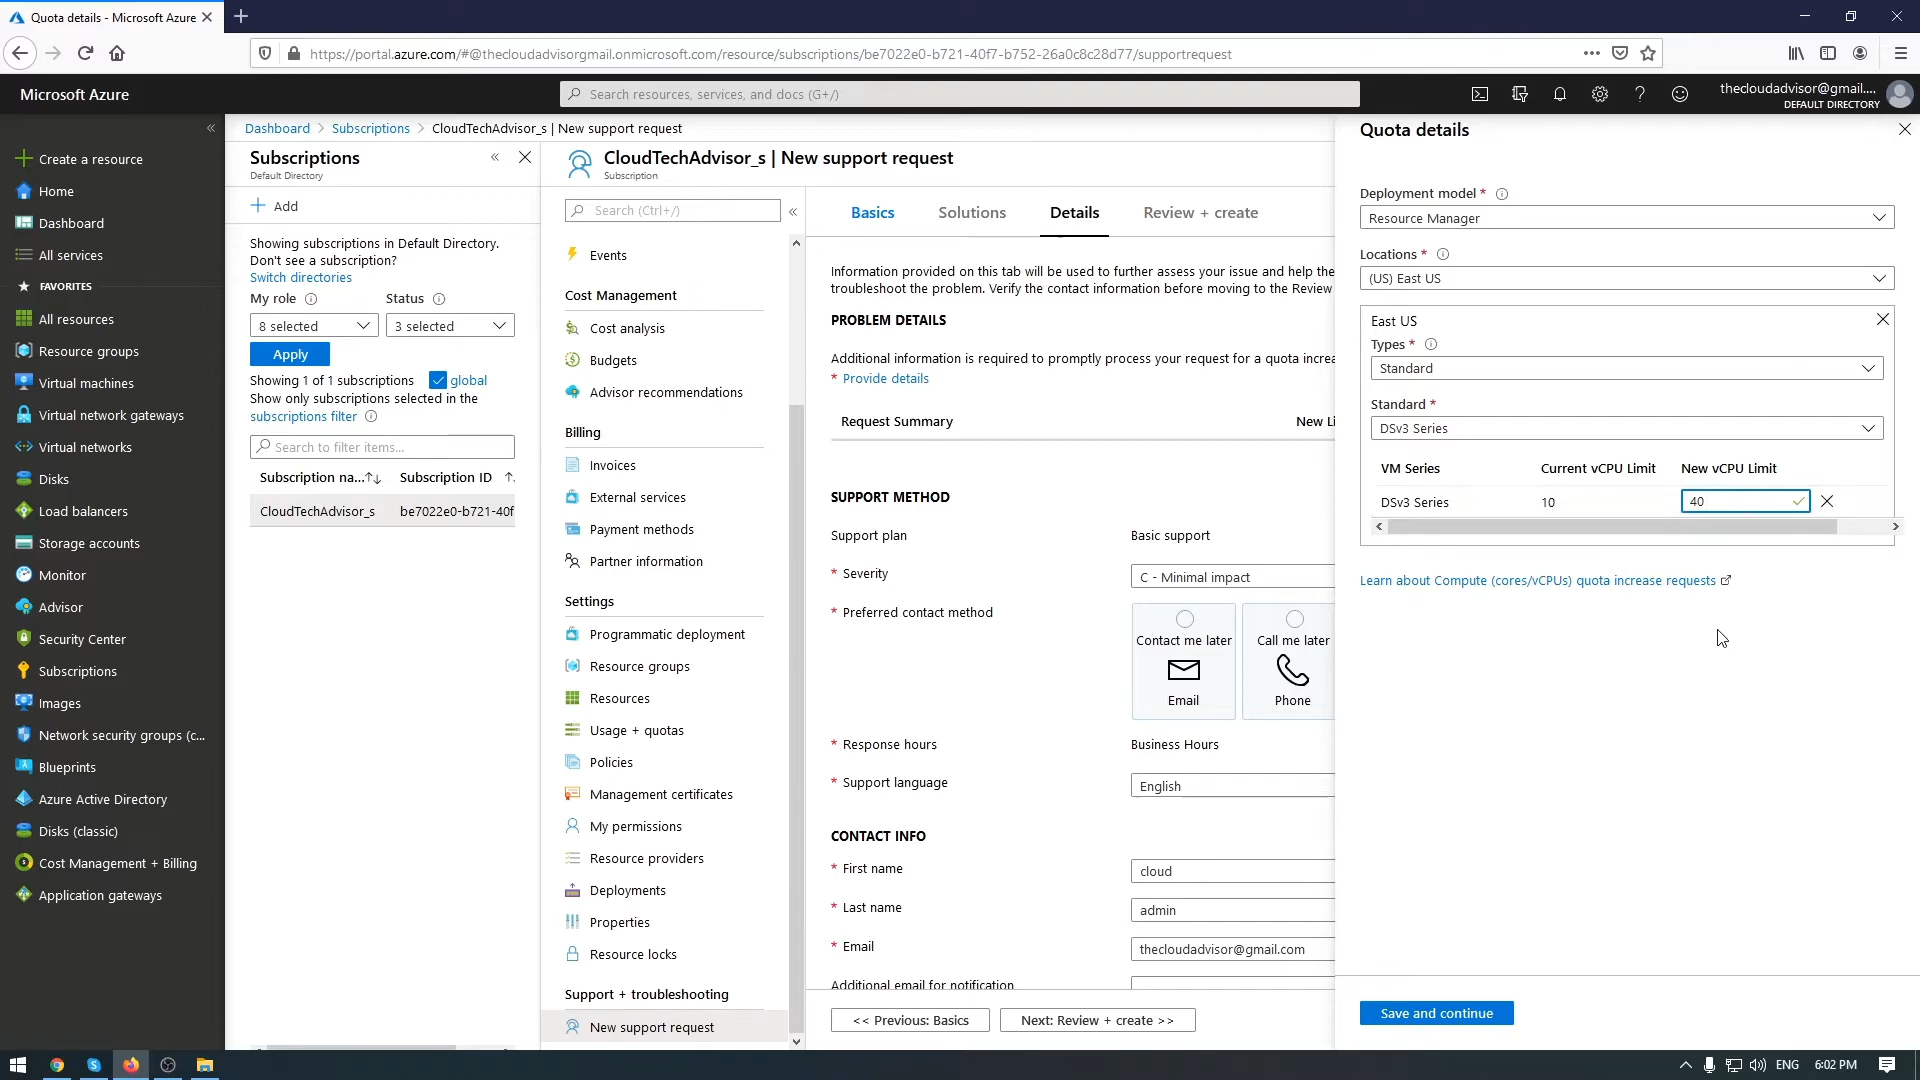 Quota details - Microsoft Azure
https://portal.azure.com/#@thecloudadvisorgmail.onmicrosoft.com/resource/subscriptions/be7022e0-b721-40f7-b752-26a0c8c28d77/supportrequest
Microsoft Azure
Search resources, services, and docs (G+/)
thecloudadvisor@gmail....
DEFAULT DIRECTORY
Create a resource
Home
Dashboard
All services
FAVORITES
All resources
Resource groups
Virtual machines
Virtual network gateways
Virtual networks
Disks
Load balancers
Storage accounts
Monitor
Advisor
Security Center
Subscriptions
Images
Network security groups (c...
Blueprints
Azure Active Directory
Disks (classic)
Cost Management + Billing
Application gateways
Dashboard > Subscriptions > CloudTechAdvisor_s | New support request
Subscriptions
Default Directory
Add
Showing subscriptions in Default Directory.
Don't see a subscription?
Switch directories
My role Status
8 selected 3 selected
Apply
Showing 1 of 1 subscriptions global
Show only subscriptions selected in the
subscriptions filter
Search to filter items...
Subscription na... Subscription ID
CloudTechAdvisor_s be7022e0-b721-40f
CloudTechAdvisor_s | New support request
Subscription
Search (Ctrl+/)
Events
Cost Management
Cost analysis
Budgets
Advisor recommendations
Billing
Invoices
External services
Payment methods
Partner information
Settings
Programmatic deployment
Resource groups
Resources
Usage + quotas
Policies
Management certificates
My permissions
Resource providers
Deployments
Properties
Resource locks
Support + troubleshooting
New support request
Basics Solutions Details Review + create
Information provided on this tab will be used to further assess your issue and help the
troubleshoot the problem. Verify the contact information before moving to the Review
PROBLEM DETAILS
Additional information is required to promptly process your request for a quota increa
* Provide details
Request Summary New Li
SUPPORT METHOD
Support plan Basic support
* Severity C - Minimal impact
* Preferred contact method
Contact me later Call me later
Email Phone
* Response hours Business Hours
* Support language English
CONTACT INFO
* First name cloud
* Last name admin
* Email thecloudadvisor@gmail.com
Additional email for notification
<< Previous: Basics Next: Review + create >>
Quota details
Deployment model *
Resource Manager
Locations *
(US) East US
East US
Types *
Standard
Standard *
DSv3 Series
VM Series Current vCPU Limit New vCPU Limit
DSv3 Series 10 40
Learn about Compute (cores/vCPUs) quota increase requests
Save and continue
ENG 6:02 PM